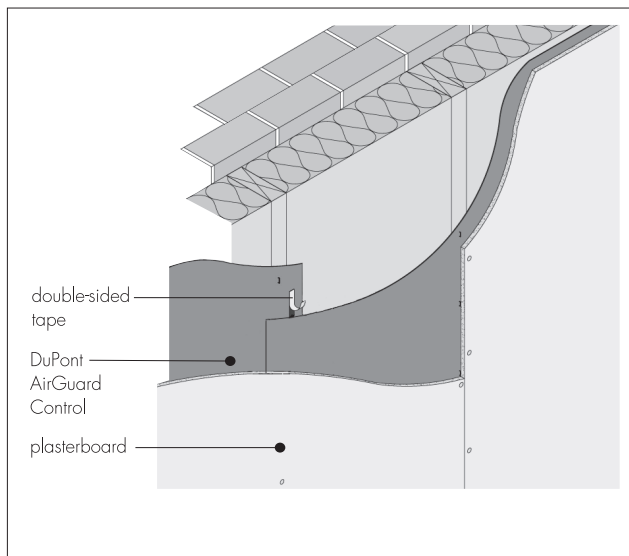 double-sided
tape
DuPont
AirGuard
Control
plasterboard